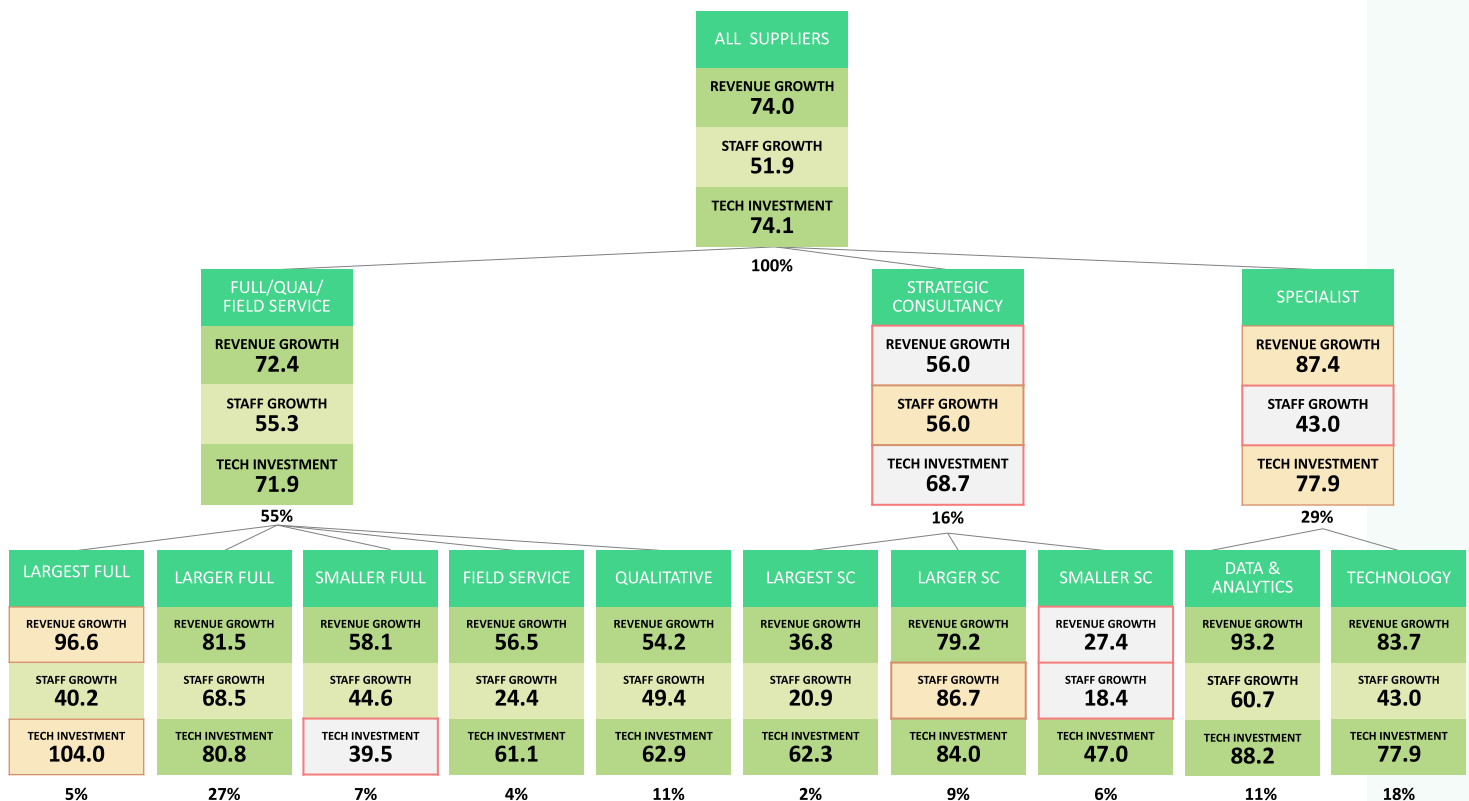 ALL SUPPLIERS
REVENUE GROWTH
74.0
STAFF GROWTH
51.9
TECH INVESTMENT
74.1
100%
FULL/QUAL/
FIELD SERVICE
REVENUE GROWTH
72.4
STAFF GROWTH
55.3
TECH INVESTMENT
71.9
55%
STRATEGIC
CONSULTANCY
REVENUE GROWTH
56.0
STAFF GROWTH
56.0
TECH INVESTMENT
68.7
16%
SPECIALIST
REVENUE GROWTH
87.4
STAFF GROWTH
43.0
TECH INVESTMENT
77.9
29%
LARGEST FULL
REVENUE GROWTH
96.6
STAFF GROWTH
40.2
TECH INVESTMENT
104.0
5%
LARGER FULL
REVENUE GROWTH
81.5
STAFF GROWTH
68.5
TECH INVESTMENT
80.8
27%
SMALLER FULL
REVENUE GROWTH
58.1
STAFF GROWTH
44.6
TECH INVESTMENT
39.5
7%
FIELD SERVICE
REVENUE GROWTH
56.5
STAFF GROWTH
24.4
TECH INVESTMENT
61.1
4%
QUALITATIVE
REVENUE GROWTH
54.2
STAFF GROWTH
49.4
TECH INVESTMENT
62.9
11%
LARGEST SC
REVENUE GROWTH
36.8
STAFF GROWTH
20.9
TECH INVESTMENT
62.3
2%
LARGER SC
REVENUE GROWTH
79.2
STAFF GROWTH
86.7
TECH INVESTMENT
84.0
9%
SMALLER SC
REVENUE GROWTH
27.4
STAFF GROWTH
18.4
TECH INVESTMENT
47.0
6%
DATA &
ANALYTICS
REVENUE GROWTH
93.2
STAFF GROWTH
60.7
TECH INVESTMENT
88.2
11%
TECHNOLOGY
REVENUE GROWTH
83.7
STAFF GROWTH
43.0
TECH INVESTMENT
77.9
18%